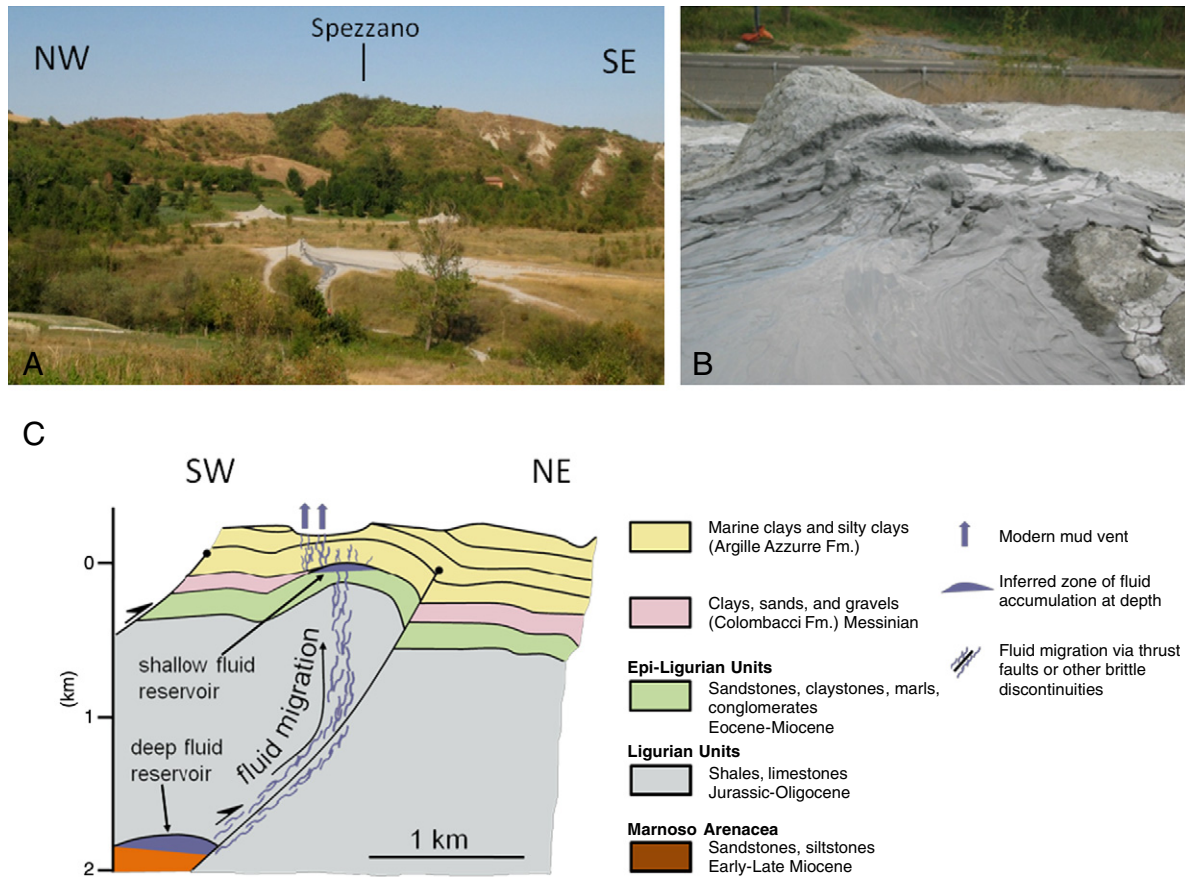 NW
Spezzano
SE
A
B
C
SW
NE
0
1
2
(km)
shallow fluid
reservoir
fluid migration
deep fluid
reservoir
1 km
Marine clays and silty clays
(Argille Azzurre Fm.)
Clays, sands, and gravels
(Colombacci Fm.) Messinian
Epi-Ligurian Units
Sandstones, claystones, marls,
conglomerates
Eocene-Miocene
Ligurian Units
Shales, limestones
Jurassic-Oligocene
Marnoso Arenacea
Sandstones, siltstones
Early-Late Miocene
Modern mud vent
Inferred zone of fluid
accumulation at depth
Fluid migration via thrust
faults or other brittle
discontinuities